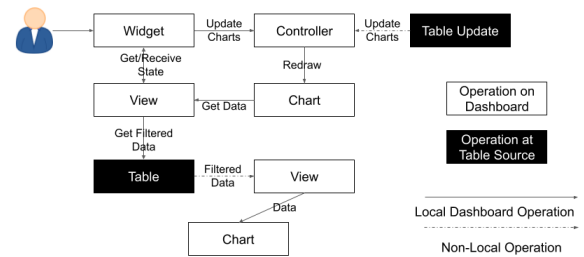 Widget
Update
Charts
Controller
Update
Charts
Table Update
Get/Receive
State
Redraw
View
Get Data
Chart
Operation on
Dashboard
Get Filtered
Data
Operation at
Table Source
Table
Filtered
Data
View
Data
Local Dashboard Operation
Chart
Non-Local Operation